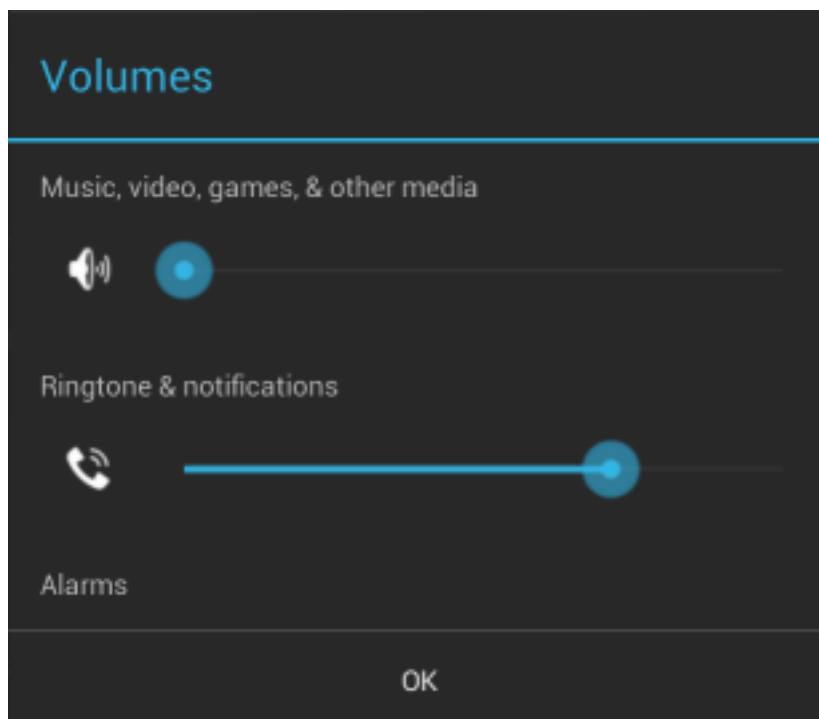 Volumes
Music, video, games, & other media
Ringtone & notifications
Alarms
OK